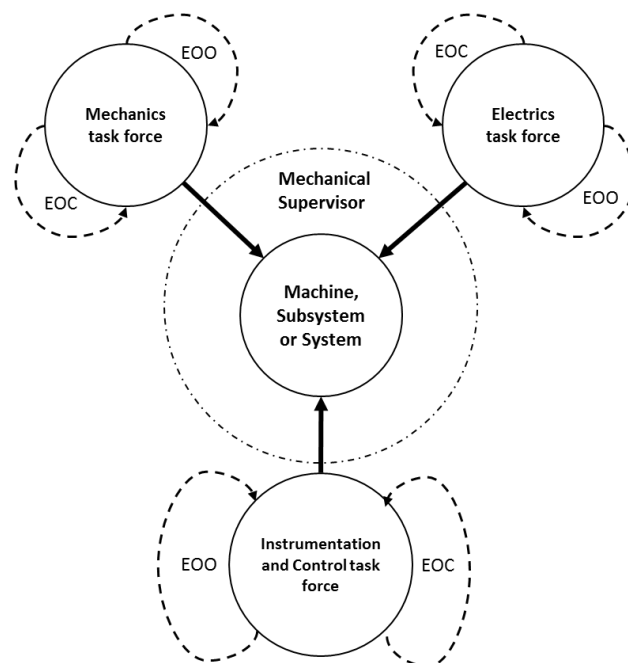 EOO
Mechanics
task force
EOC
EOC
Electrics
task force
EOO
Mechanical
Supervisor
Machine,
Subsystem
or System
EOO
Instrumentation
and Control task
force
EOC